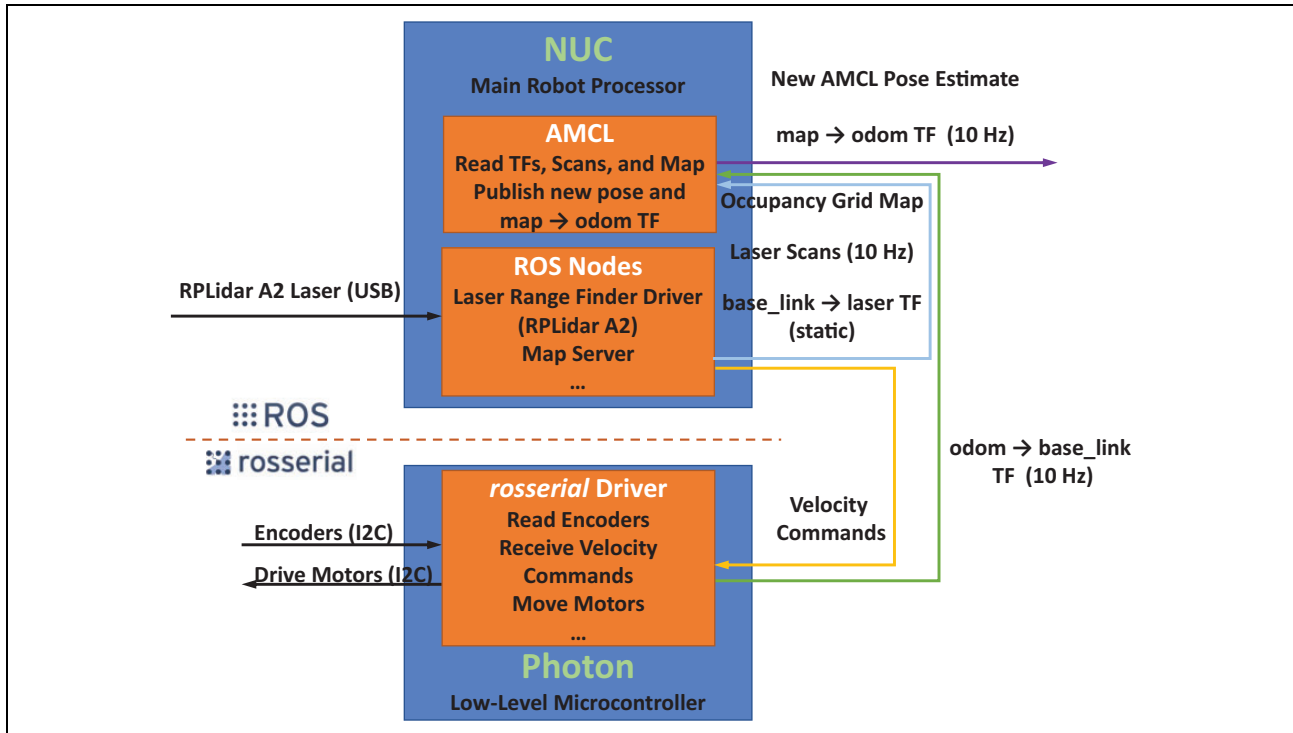 NUC
Main Robot Processor
AMCL
Read TFs, Scans, and Map
Publish new pose and
map → odom TF
ROS Nodes
Laser Range Finder Driver
(RPLidar A2)
Map Server
...
New AMCL Pose Estimate
map → odom TF (10 Hz)
Occupancy Grid Map
Laser Scans (10 Hz)
base_link → laser TF
(static)
RPLidar A2 Laser (USB)
ROS
rosserial
odom → base_link
TF (10 Hz)
Velocity
Commands
rosserial Driver
Read Encoders
Receive Velocity
Commands
Move Motors
...
Encoders (I2C)
Drive Motors (I2C)
Photon
Low-Level Microcontroller